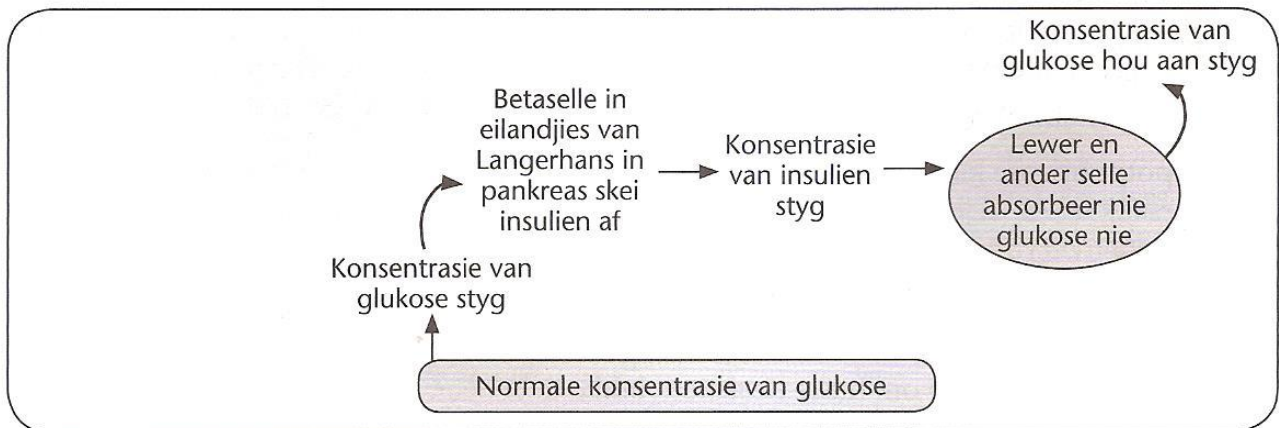 Konsentrasie van
glukose hou aan styg
Betaselle in
eilandjies van
Langerhans in
pankreas skei
insulien af
Konsentrasie
van insulien
styg
Lewer en
ander selle
absorbeer nie
glukose nie
Konsentrasie van
glukose styg
Normale konsentrasie van glukose